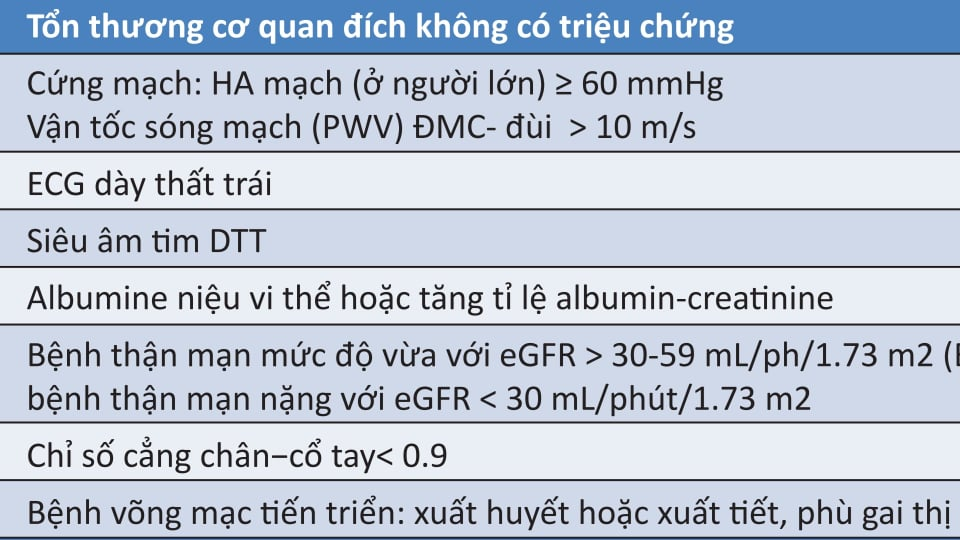 Tổn thương cơ quan đích không có triệu chứng
Cứng mạch: HA mạch (ở người lớn) ≥ 60 mmHg
Vận tốc sóng mạch (PWV) ĐMC- đùi > 10 m/s
ECG dày thất trái
Siêu âm tim DTT
Albumine niệu vi thể hoặc tăng tỉ lệ albumin-creatinine
Bệnh thận mạn mức độ vừa với eGFR > 30-59 mL/ph/1.73 m2 (
bệnh thận mạn nặng với eGFR < 30 mL/phút/1.73 m2
Chỉ số cẳng chân–cổ tay< 0.9
Bệnh võng mạc tiến triển: xuất huyết hoặc xuất tiết, phù gai thị